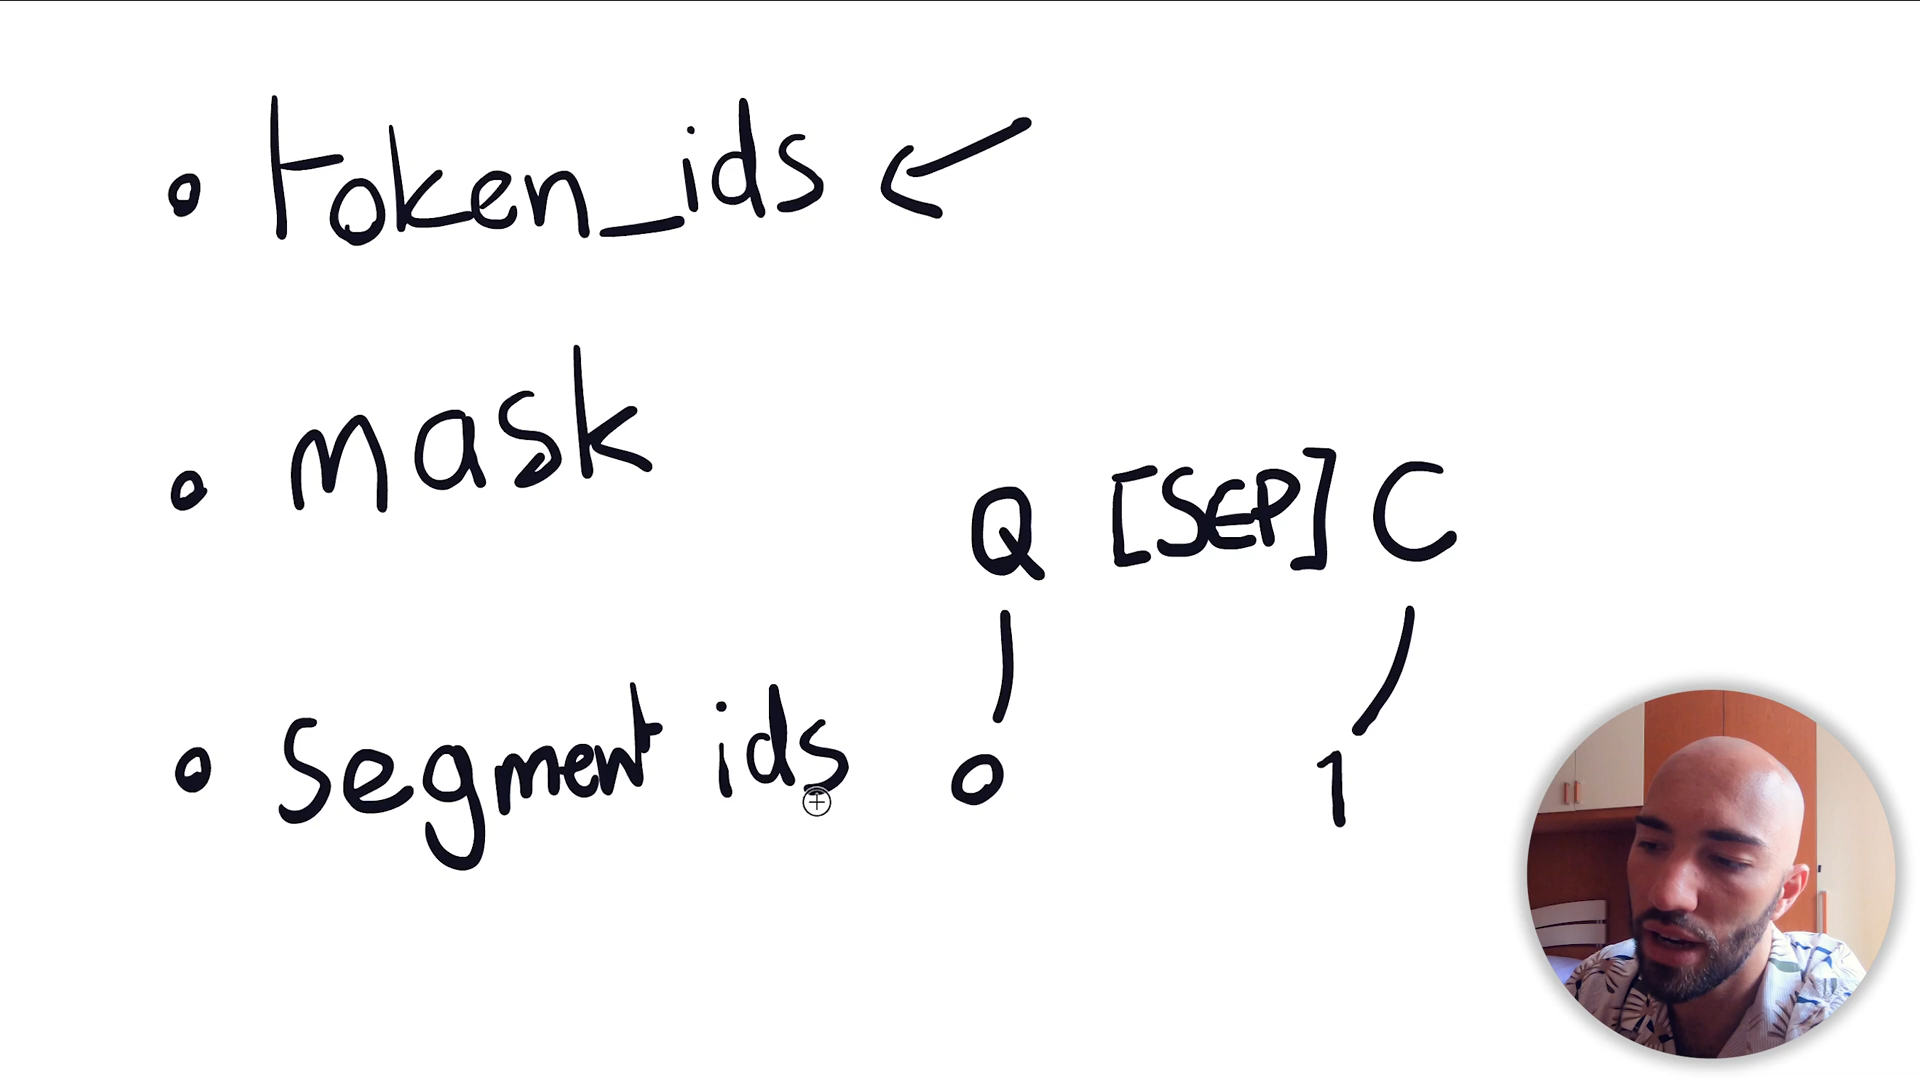 • token_ids ←
• mask
Q [SEP] C
• Segment ids 0 1